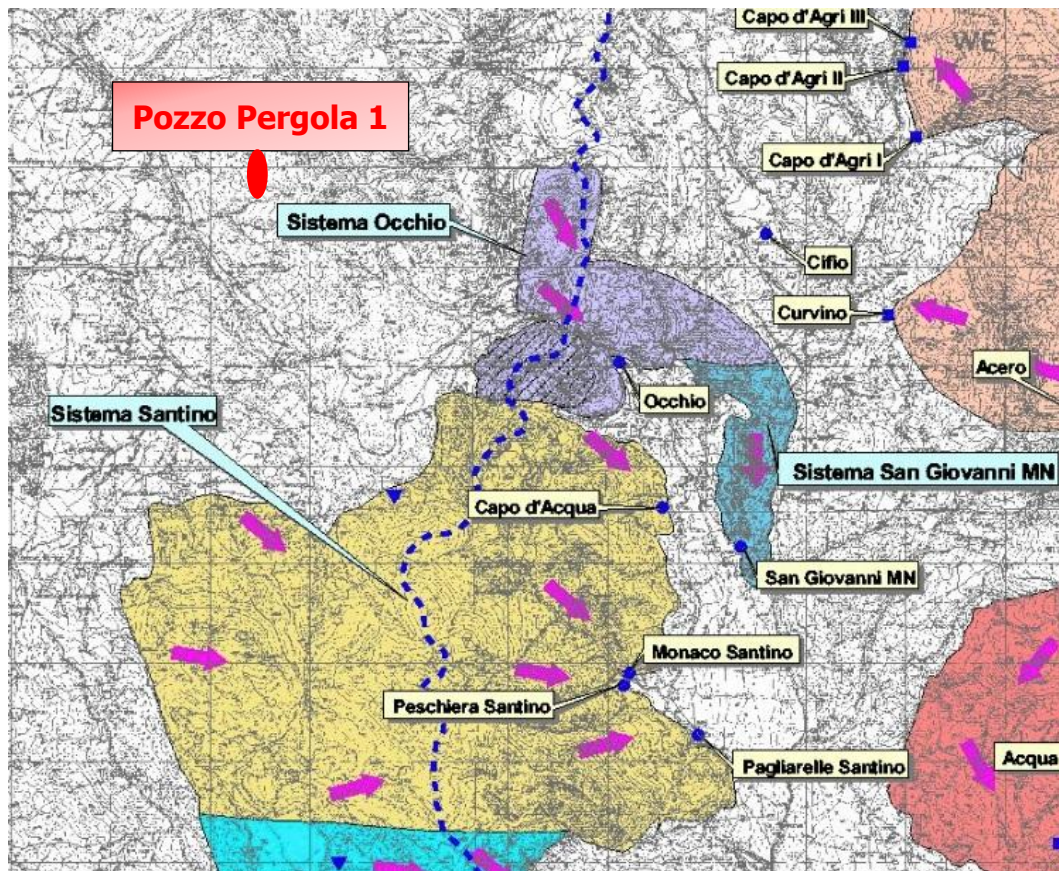 Capo d'Agri III
WE
Capo d'Agri II
Pozzo Pergola 1
Capo d'Agri I
Sistema Occhio
Cifio
Curvino
Acero
Occhio
Sistema Santino
Sistema San Giovanni MN
Capo d'Acqua
San Giovanni MN
Monaco Santino
Peschiera Santino
Pagliarelle Santino
Acqua